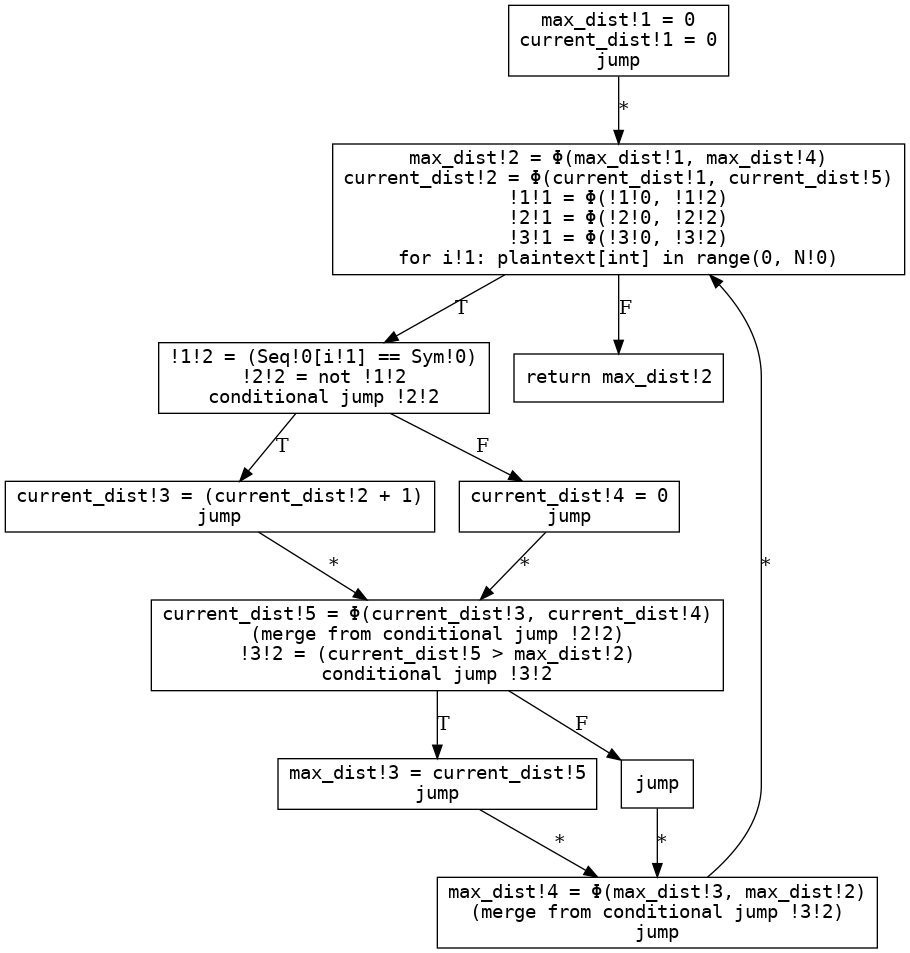 max_dist!1 = 0
current_dist!1 = 0
jump
*
max_dist!2 = Φ(max_dist!1, max_dist!4)
current_dist!2 = Φ(current_dist!1, current_dist!5)
!1!1 = Φ(!1!0, !1!2)
!2!1 = Φ(!2!0, !2!2)
!3!1 = Φ(!3!0, !3!2)
for i!1: plaintext[int] in range(0, N!0)
T
F
!1!2 = (Seq!0[i!1] == Sym!0)
!2!2 = not !1!2
conditional jump !2!2
return max_dist!2
T
F
current_dist!3 = (current_dist!2 + 1)
jump
current_dist!4 = 0
jump
*
*
*
current_dist!5 = Φ(current_dist!3, current_dist!4)
(merge from conditional jump !2!2)
!3!2 = (current_dist!5 > max_dist!2)
conditional jump !3!2
T
F
max_dist!3 = current_dist!5
jump
jump
*
*
max_dist!4 = Φ(max_dist!3, max_dist!2)
(merge from conditional jump !3!2)
jump